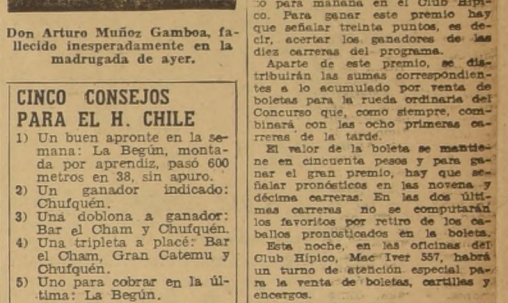 Don Arturo Muñoz Gamboa, fa-
llecido inesperadamente en la
madrugada de ayer.
CINCO CONSEJOS
PARA EL H. CHILE
1) Un buen apronte en la se-
mana: La Begún, monta-
da por aprendiz, pasó 600
metros en 38, sin apuro.
2) Un ganador indicado:
Chufquén.
3) Una doblona a ganador:
Bar el Cham y Chufquén.
4) Una tripleta a placé: Bar
el Cham, Gran Catemu y
Chufquén.
5) Uno para cobrar en la úl-
tima: La Begún.
para mañana en el Club Hípi-
co. Para ganar este premio hay
que señalar treinta puntos, es de-
cir, acertar los ganadores de las
diez carreras del programa.
Aparte de este premio, se dis-
tribuirán las sumas correspondien-
tes a lo acumulado por venta de
boletas para la rueda ordinaria del
Concurso que, como siempre, com-
binará con las ocho primeras ca-
rreras de la tarde.
El valor de la boleta se mantie-
ne en cincuenta pesos y para ga-
nar el gran premio, hay que se-
ñalar pronósticos en las novena y
décima carreras. En las dos últi-
mas carreras no se computarán
los favoritos por retiro de los ca-
ballos pronosticados en la boleta.
Esta noche, en las oficinas del
Club Hípico, Mac Iver 557, habrá
un turno de atención especial pa-
ra la venta de boletas, cartillas y
encargos.